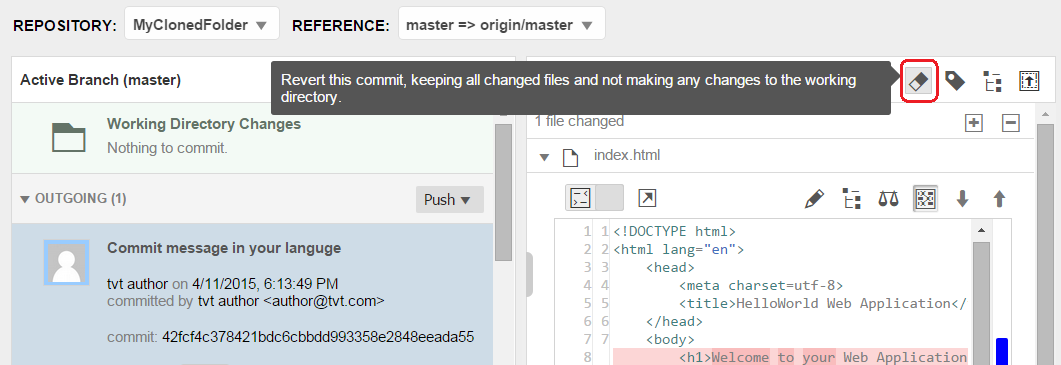 REPOSITORY: MyClonedFolder REFERENCE: master => origin/master
Active Branch (master)
Revert this commit, keeping all changed files and not making any changes to the working
directory.
Working Directory Changes
Nothing to commit.
OUTGOING (1)
Push
Commit message in your languge
tvt author on 4/11/2015, 6:13:49 PM
committed by tvt author <author@tvt.com>
commit: 42fcf4c378421bdc6cbbdd993358e2848eeada55
1 file changed
index.html
1 1 <!DOCTYPE html>
2 2 <html lang="en">
3 3 <head>
4 4 <meta charset=utf-8>
5 5 <title>HelloWorld Web Application</
6 6 </head>
7 7 <body>
8 <h1>Welcome to your Web Application